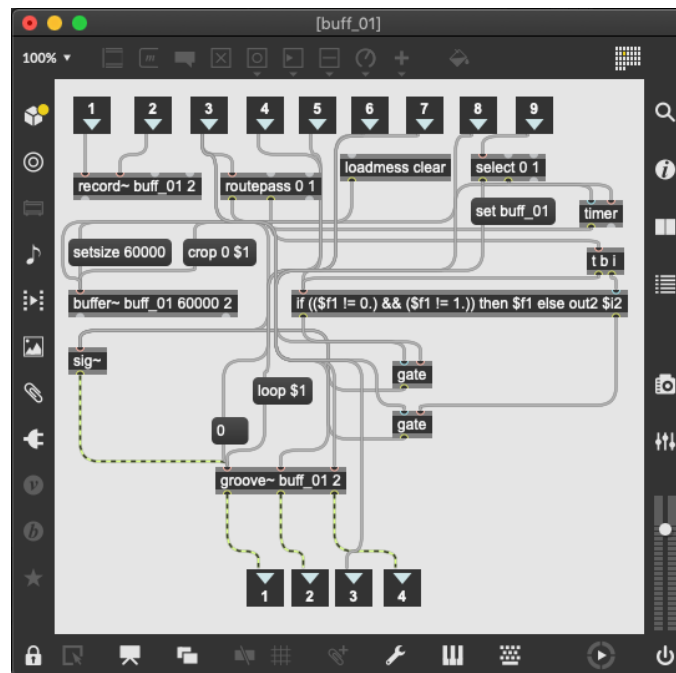 [buff_01]
100%
1 2 3 4 5 6 7 8 9
loadmess clear
select 0 1
record~ buff_01 2
routepass 0 1
set buff_01
timer
setsize 60000
crop 0 $1
t b i
buffer~ buff_01 60000 2
if (($f1 != 0.) && ($f1 != 1.)) then $f1 else out2 $i2
sig~
gate
loop $1
gate
0
groove~ buff_01 2
1 2 3 4